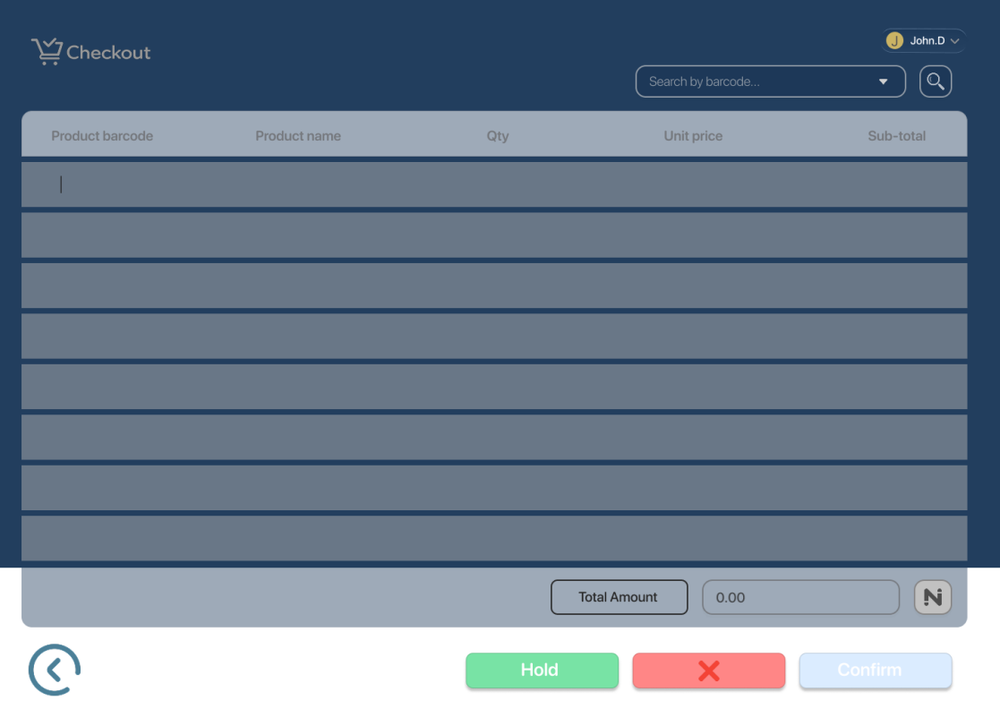 Checkout
J John.D
Search by barcode...
Product barcode Product name Qty Unit price Sub-total
Total Amount 0.00 N
Hold Confirm